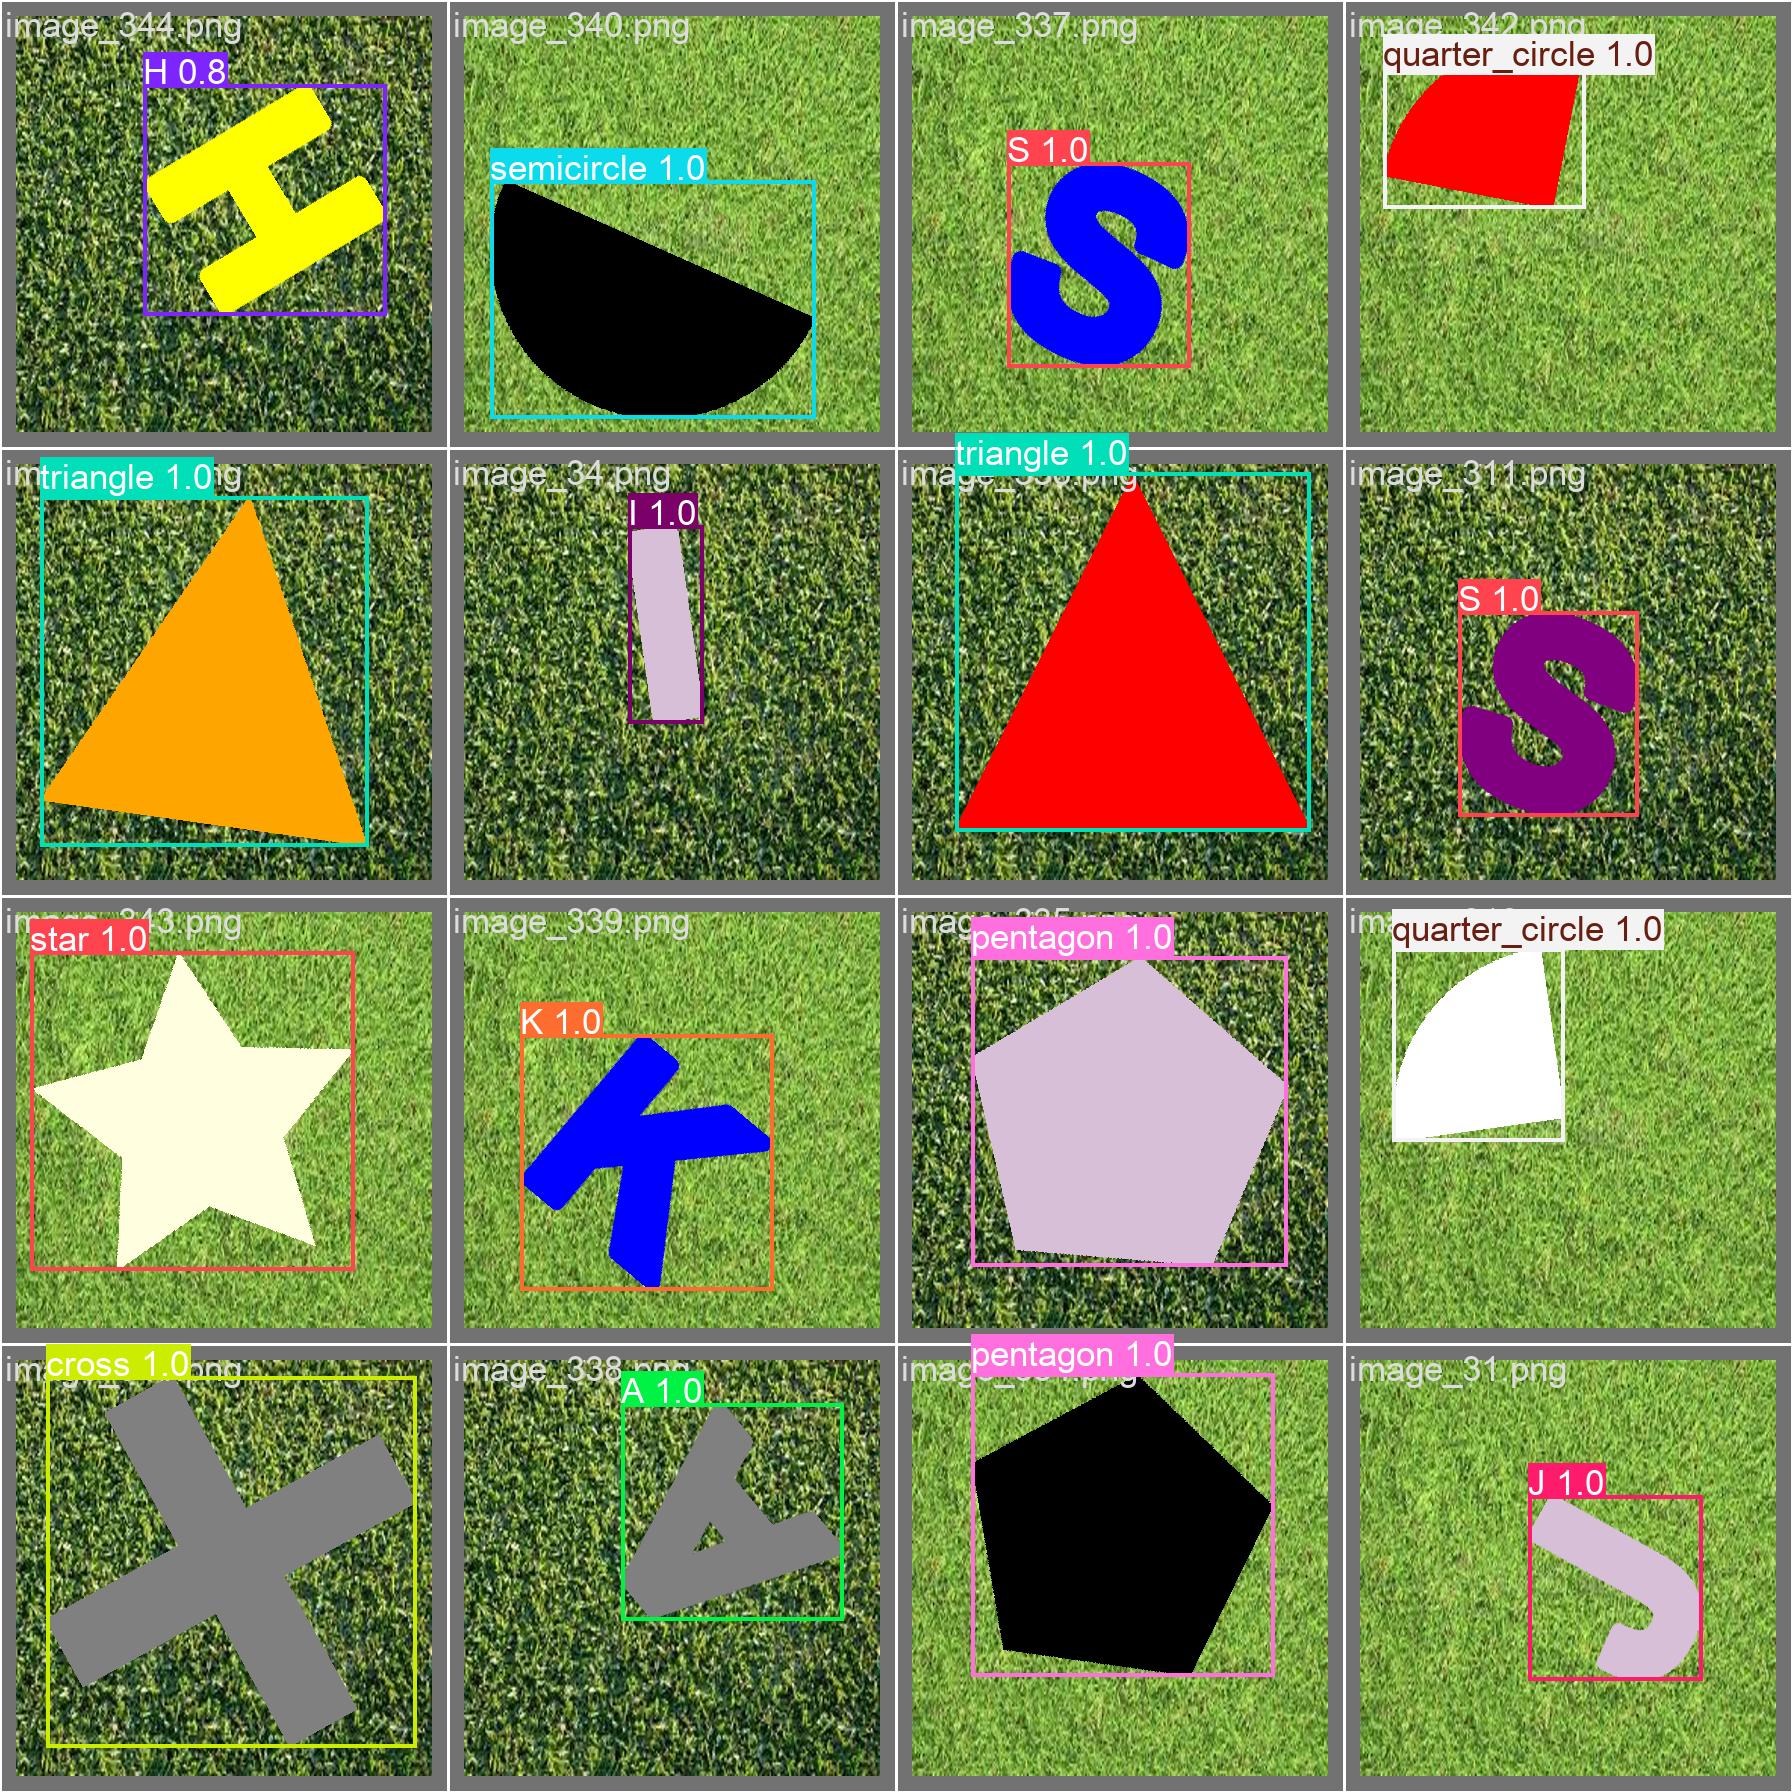 image_344.png
H 0.8
image_340.png
semicircle 1.0
image_337.png
S 1.0
image_342.png
quarter_circle 1.0
triangle 1.0
image_34.png
I 1.0
triangle 1.0
image_311.png
S 1.0
star 1.0
image_339.png
K 1.0
pentagon 1.0
quarter_circle 1.0
cross 1.0
image_338
A 1.0
pentagon 1.0
image_31.png
J 1.0